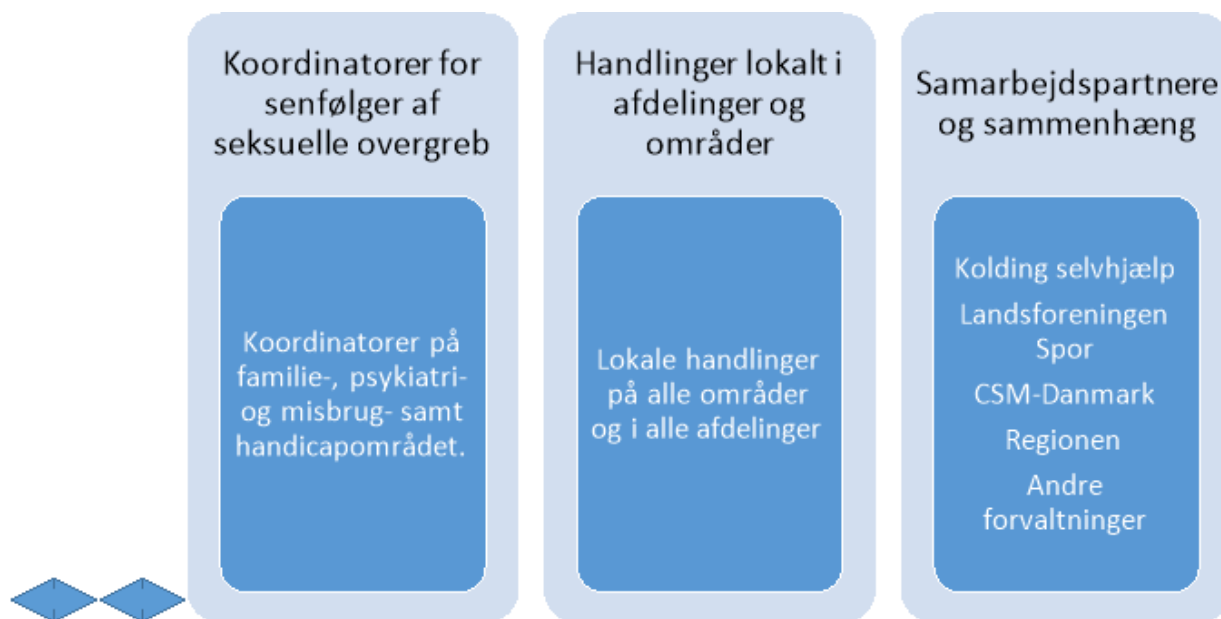 Koordinatorer for
senfølger af
seksuelle overgreb
Koordinatorer på
familie-, psykiatri-
og misbrug- samt
handicapområdet.
Handlinger lokalt i
afdelinger og
områder
Lokale handlinger
på alle områder
og i alle afdelinger
Samarbejdspartnere
og sammenhæng
Kolding selvhjælp
Landsforeningen
Spor
CSM-Danmark
Regionen
Andre
forvaltninger